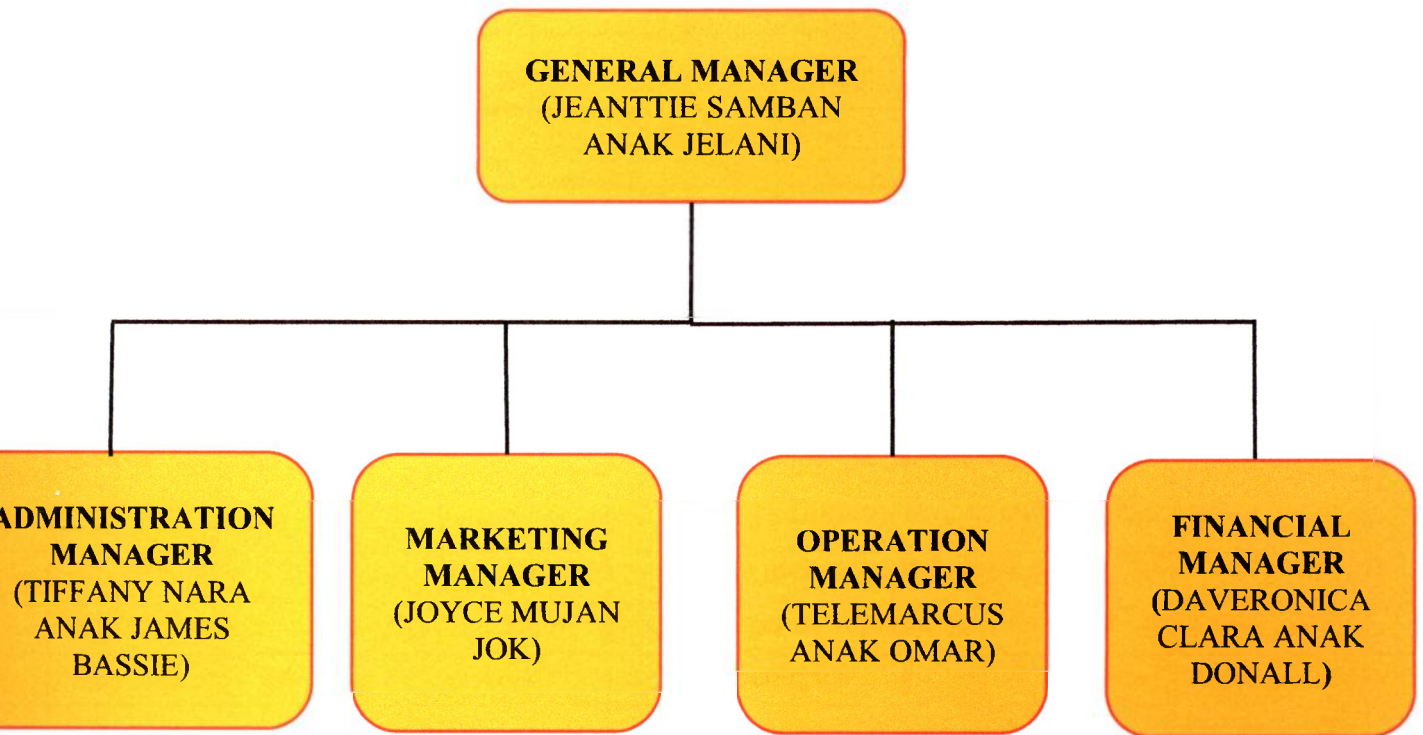 GENERAL MANAGER
(JEANTTIE SAMBAN
ANAK JELANI)
ADMINISTRATION
MANAGER
(TIFFANY NARA
ANAK JAMES
BASSIE)
MARKETING
MANAGER
(JOYCE MUJAN
JOK)
OPERATION
MANAGER
(TELEMARCUS
ANAK OMAR)
FINANCIAL
MANAGER
(DAVERONICA
CLARA ANAK
DONALL)